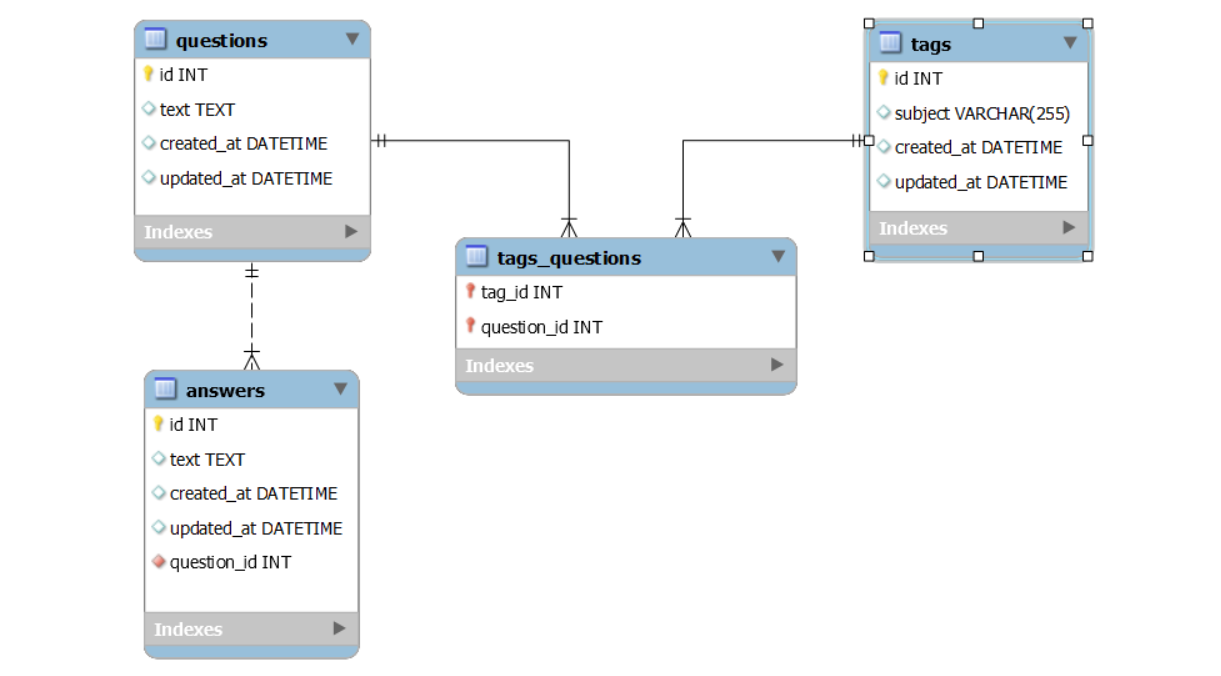 questions
id INT
text TEXT
created_at DATETIME
updated_at DATETIME
Indexes
tags
id INT
subject VARCHAR(255)
created_at DATETIME
updated_at DATETIME
Indexes
tags_questions
tag_id INT
question_id INT
Indexes
answers
id INT
text TEXT
created_at DATETIME
updated_at DATETIME
question_id INT
Indexes